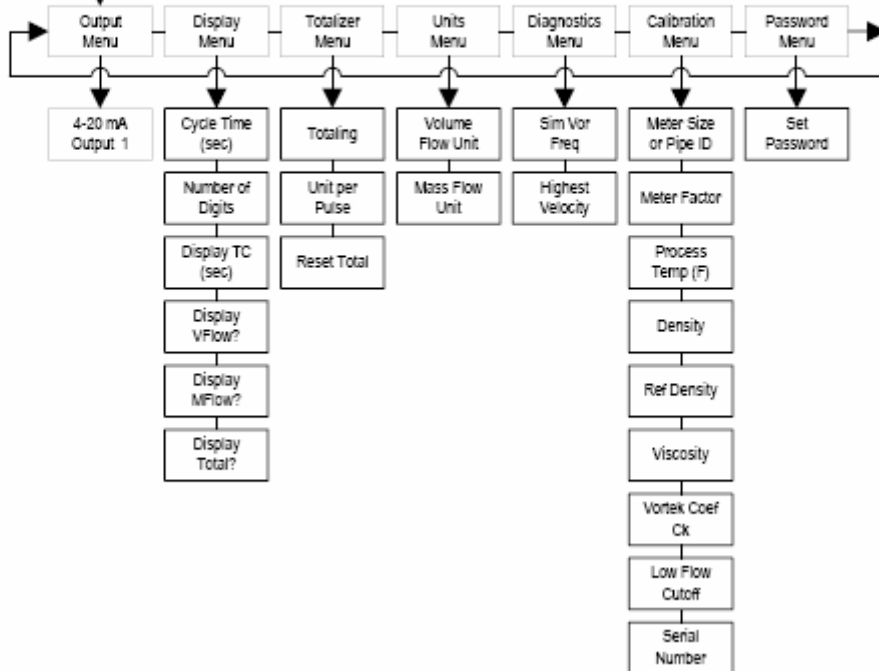 Output
Menu
Display
Menu
Totalizer
Menu
Units
Menu
Diagnostics
Menu
Calibration
Menu
Password
Menu
4-20 mA
Output 1
Cycle Time
(sec)
Number of
Digits
Display TC
(sec)
Display
VFlow?
Display
MFlow?
Display
Total?
Totaling
Unit per
Pulse
Reset Total
Volume
Flow Unit
Mass Flow
Unit
Sim Vor
Freq
Highest
Velocity
Meter Size
or Pipe ID
Meter Factor
Process
Temp (F)
Density
Ref Density
Viscosity
Vortek Coef
Ck
Low Flow
Cutoff
Serial
Number
Set
Password